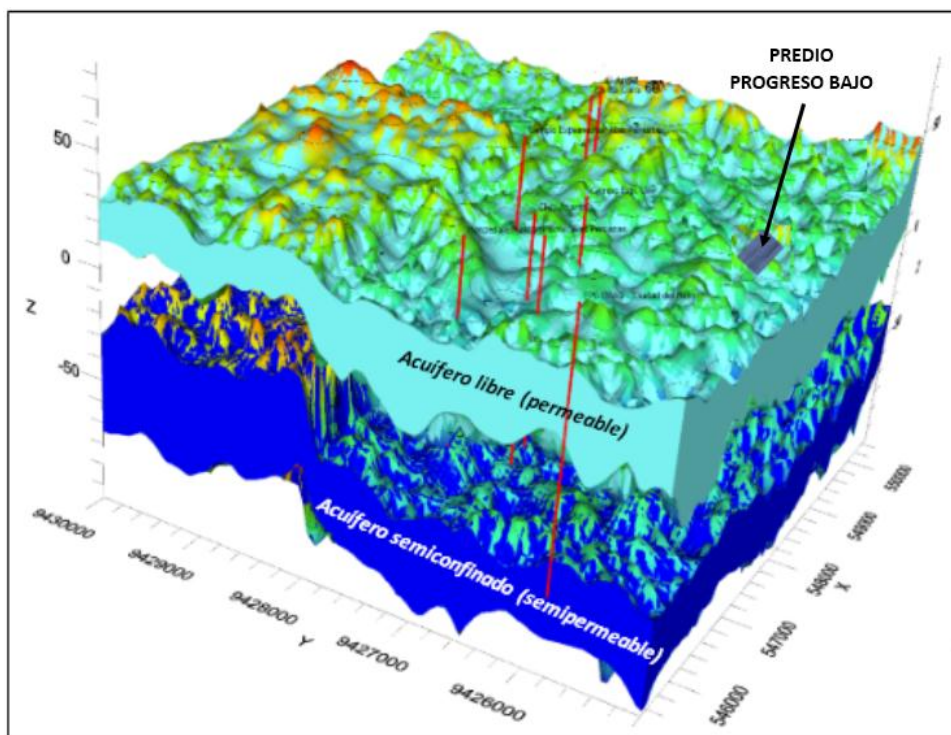 PREDIO
PROGRESO BAJO
50
0
Z
-50
Acuífero libre (permeable)
Acuífero semiconfinado (semipermeable)
9430000
9429000
9428000
Y
9427000
9426000
550000
549000
548000
X
547000
546000